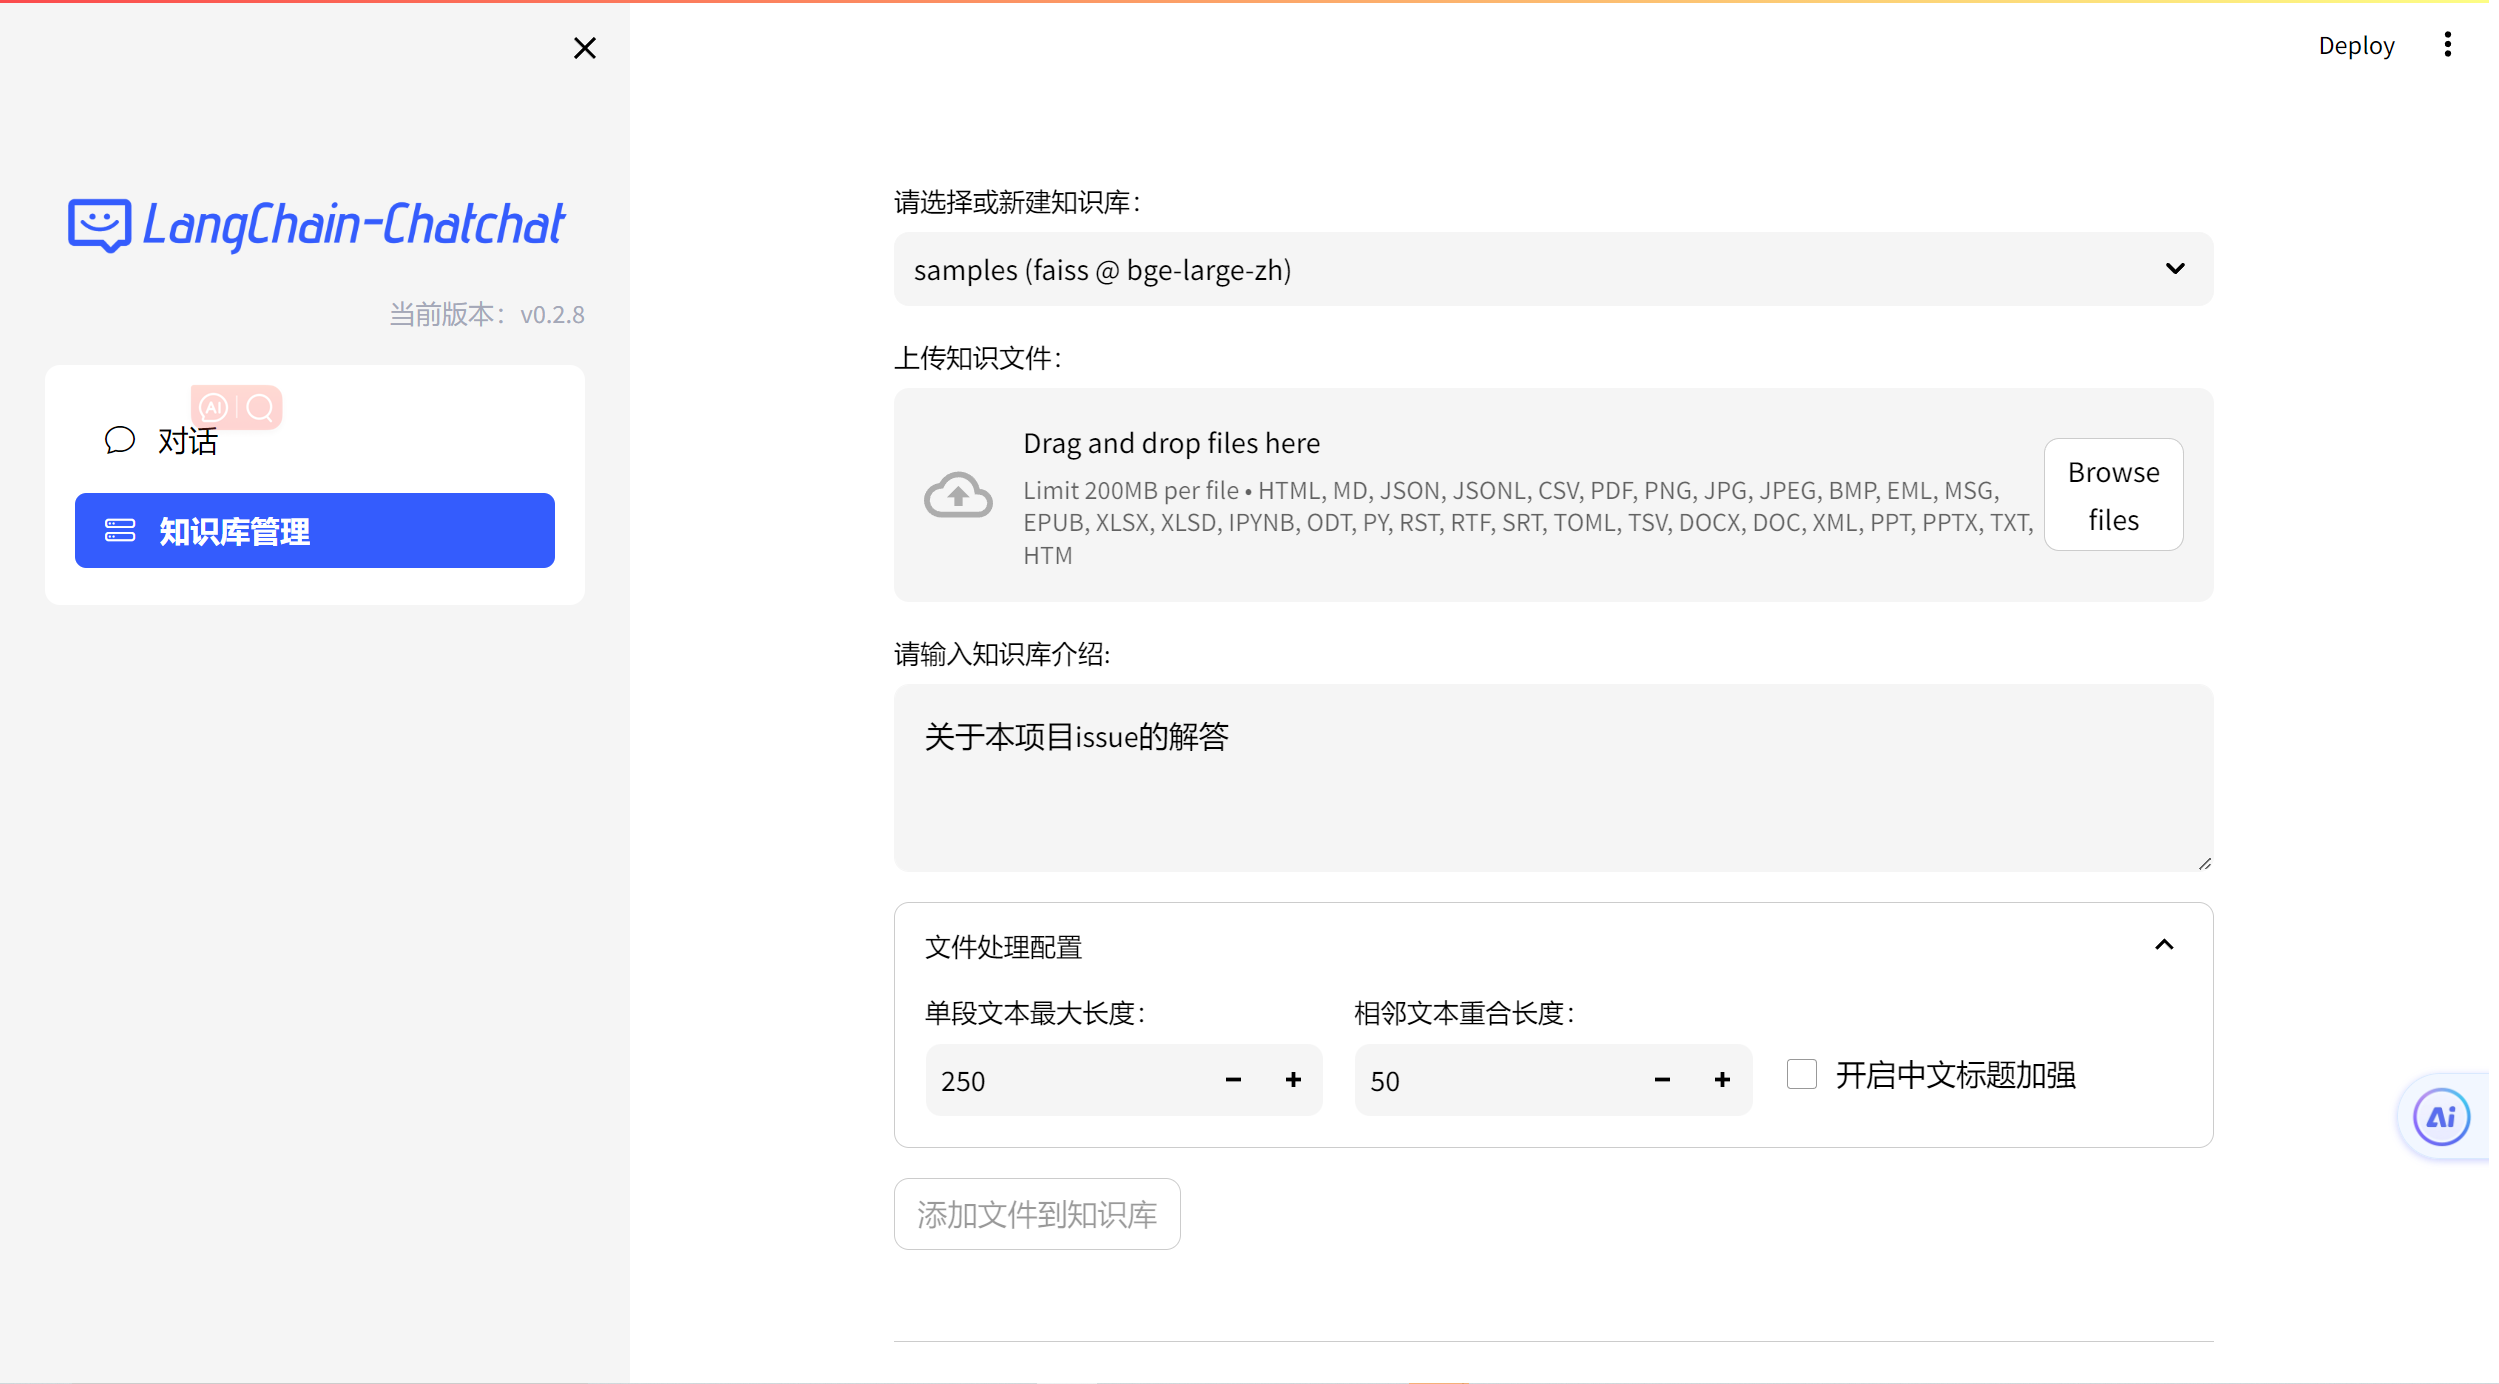 Deploy
LangChain-Chatchat
当前版本：v0.2.8
AI
对话
知识库管理
请选择或新建知识库：
samples (faiss @ bge-large-zh)
上传知识文件：
Drag and drop files here
Limit 200MB per file • HTML, MD, JSON, JSONL, CSV, PDF, PNG, JPG, JPEG, BMP, EML, MSG,
EPUB, XLSX, XLSD, IPYNB, ODT, PY, RST, RTF, SRT, TOML, TSV, DOCX, DOC, XML, PPT, PPTX, TXT,
HTM
Browse
files
请输入知识库介绍:
关于本项目issue的解答
文件处理配置
单段文本最大长度：
相邻文本重合长度：
250
50
开启中文标题加强
Ai
添加文件到知识库